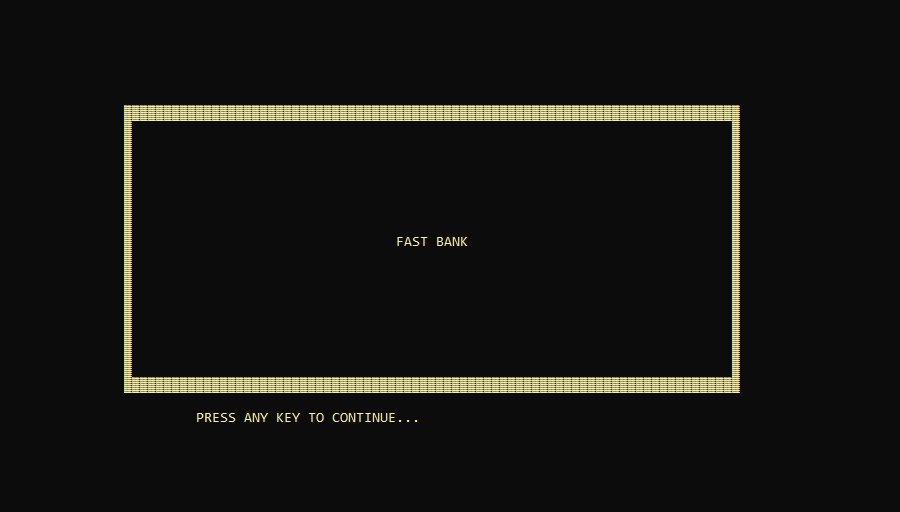 FAST BANK
PRESS ANY KEY TO CONTINUE...